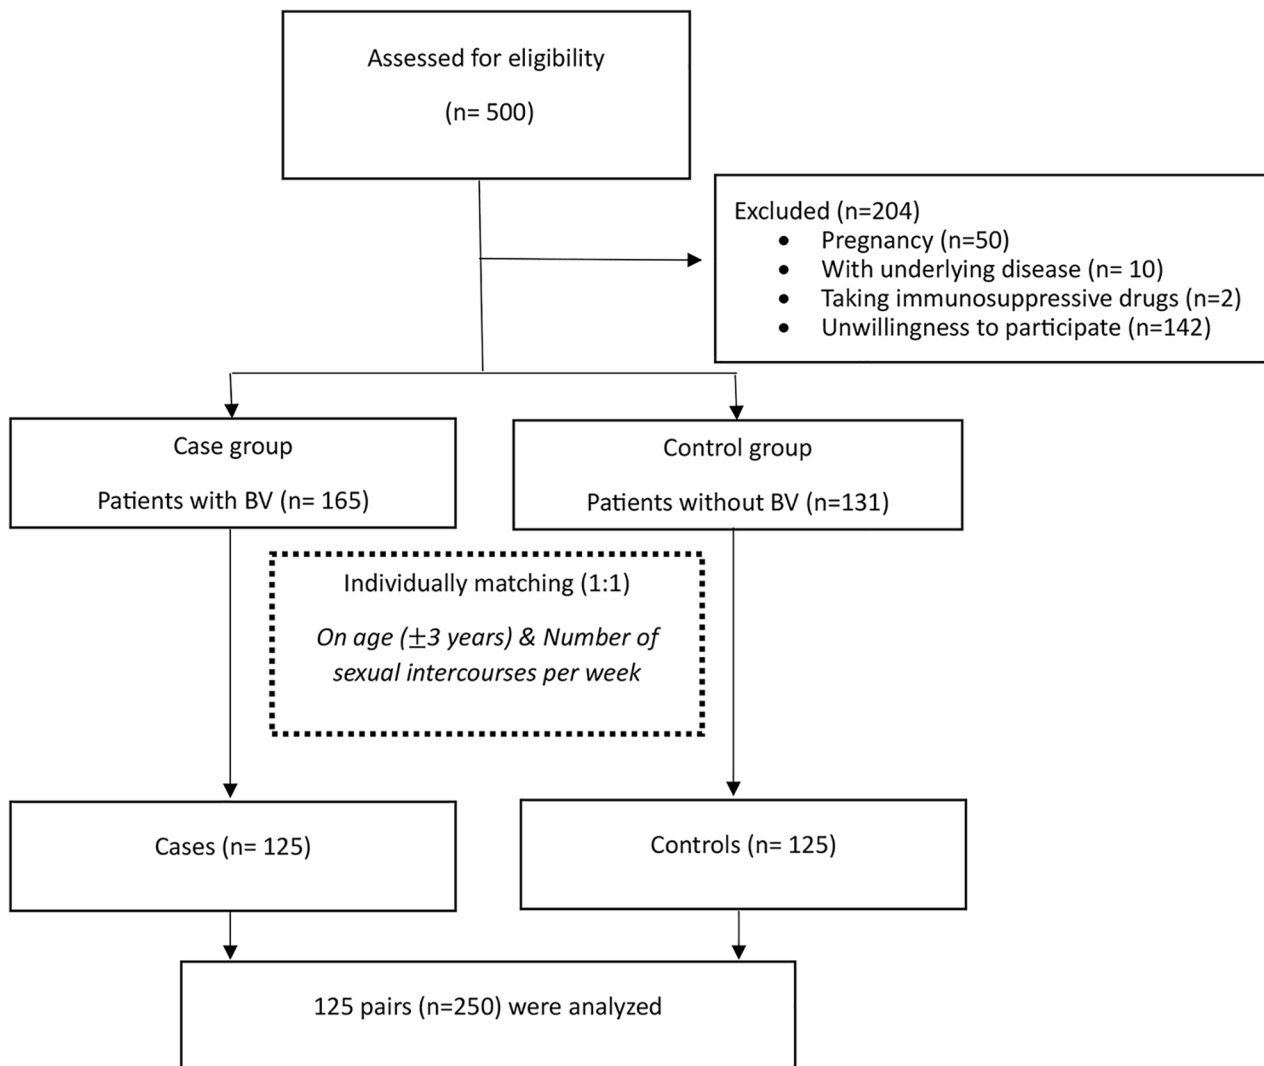 Assessed for eligibility
(n= 500)
Excluded (n=204)
● Pregnancy (n=50)
● With underlying disease (n= 10)
● Taking immunosuppressive drugs (n=2)
● Unwillingness to participate (n=142)
Case group
Patients with BV (n= 165)
Control group
Patients without BV (n=131)
Individually matching (1:1)
On age (±3 years) & Number of
sexual intercourses per week
Cases (n= 125)
Controls (n= 125)
125 pairs (n=250) were analyzed